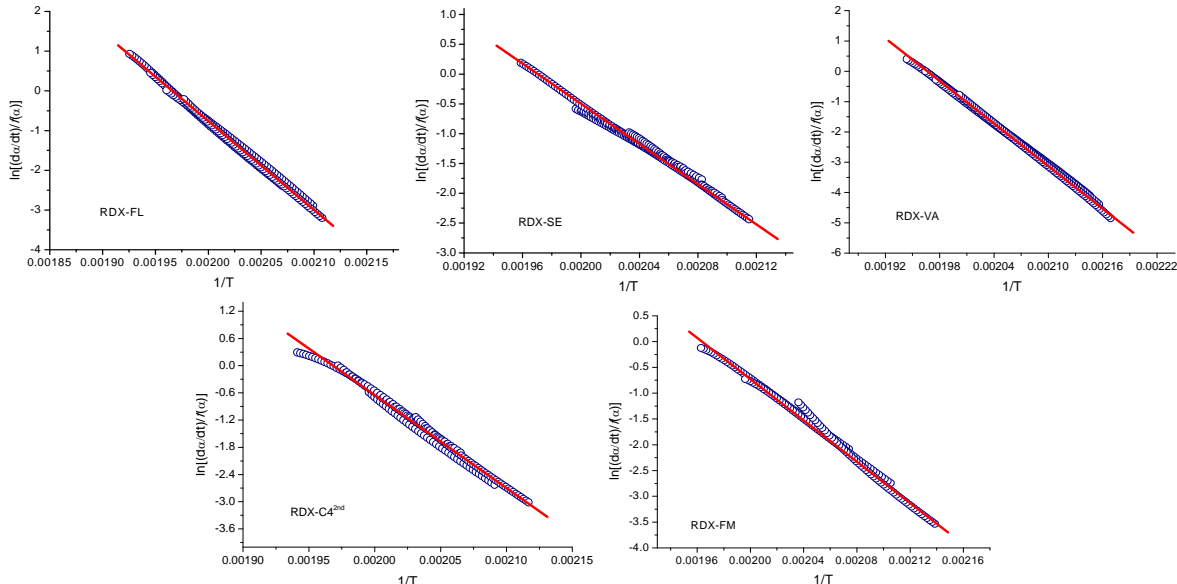 2
1
0
-1
-2
-3
-4
ln[(dα/dt)/f(α)]
RDX-FL
0.00185 0.00190 0.00195 0.00200 0.00205 0.00210 0.00215
1/T
1.0
0.5
0.0
-0.5
-1.0
-1.5
-2.0
-2.5
-3.0
ln[(dα/dt)/f(α)]
RDX-SE
0.00192 0.00196 0.00200 0.00204 0.00208 0.00212
1/T
2
1
0
-1
-2
-3
-4
-5
-6
ln[(dα/dt)/f(α)]
RDX-VA
0.00192 0.00198 0.00204 0.00210 0.00216 0.00222
1/T
1.2
0.6
0.0
-0.6
-1.2
-1.8
-2.4
-3.0
-3.6
ln[(dα/dt)/f(α)]
RDX-C4²ⁿᵈ
0.00190 0.00195 0.00200 0.00205 0.00210 0.00215
1/T
0.5
0.0
-0.5
-1.0
-1.5
-2.0
-2.5
-3.0
-3.5
-4.0
ln[(dα/dt)/f(α)]
RDX-FM
0.00196 0.00200 0.00204 0.00208 0.00212 0.00216
1/T